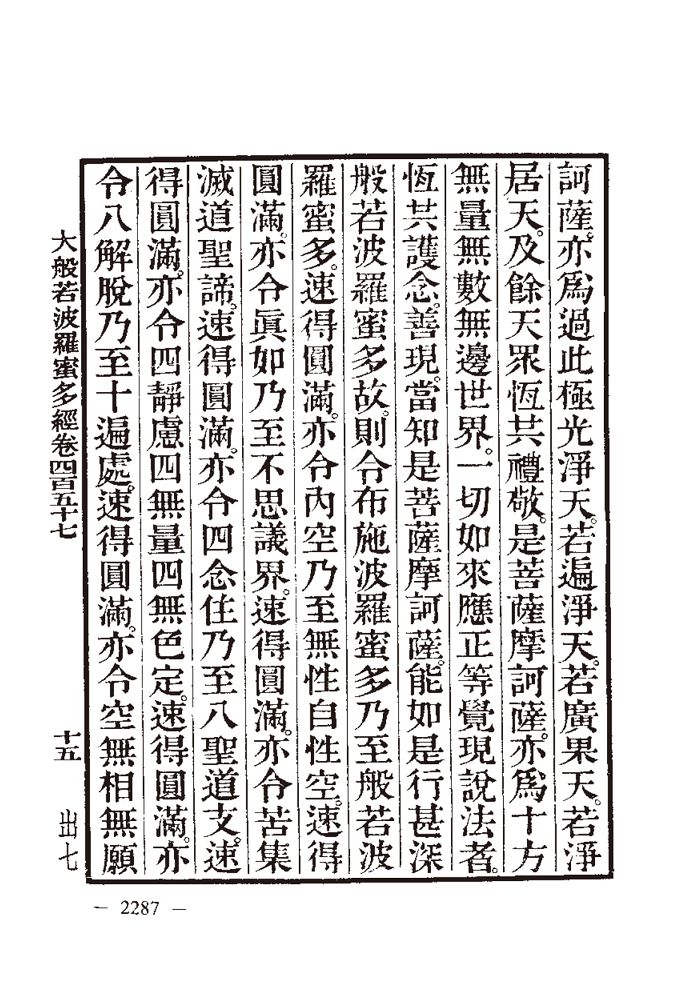 訶薩。亦爲過此極光淨天。若遍淨天。若廣果天。若淨
居天。及餘天眾恆共禮敬。是菩薩摩訶薩。亦爲十方
無量無數無邊世界。一切如來應正等覺現說法者。
恆共護念。善現。當知是菩薩摩訶薩。能如是行甚深
般若波羅蜜多故。則令布施波羅蜜多乃至般若波
羅蜜多。速得圓滿。亦令內空乃至無性自性空。速得
圓滿。亦令眞如乃至不思議界。速得圓滿。亦令苦集
滅道聖諦。速得圓滿。亦令四念住乃至八聖道支。速
得圓滿。亦令四靜慮四無量四無色定。速得圓滿。亦
令八解脫乃至十遍處。速得圓滿。亦令空無相無願
大般若波羅蜜多經卷四百五十七 十五 出七
— 2287 —